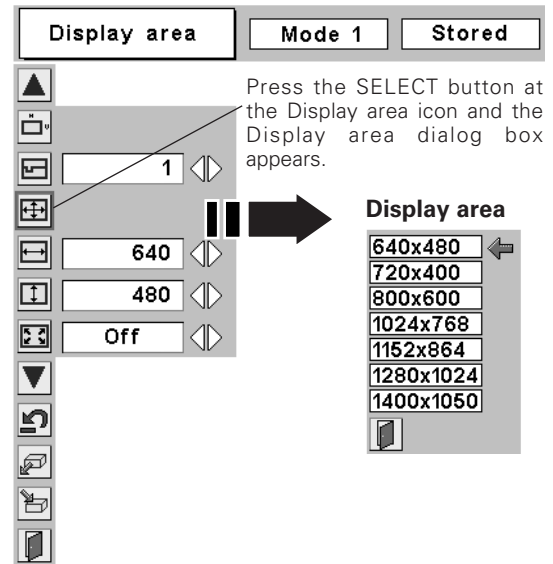 Display area
Mode 1
Stored
Press the SELECT button at
the Display area icon and the
Display area dialog box
appears.
H
V
1
640
480
Off
Display area
640x480
720x400
800x600
1024x768
1152x864
1280x1024
1400x1050